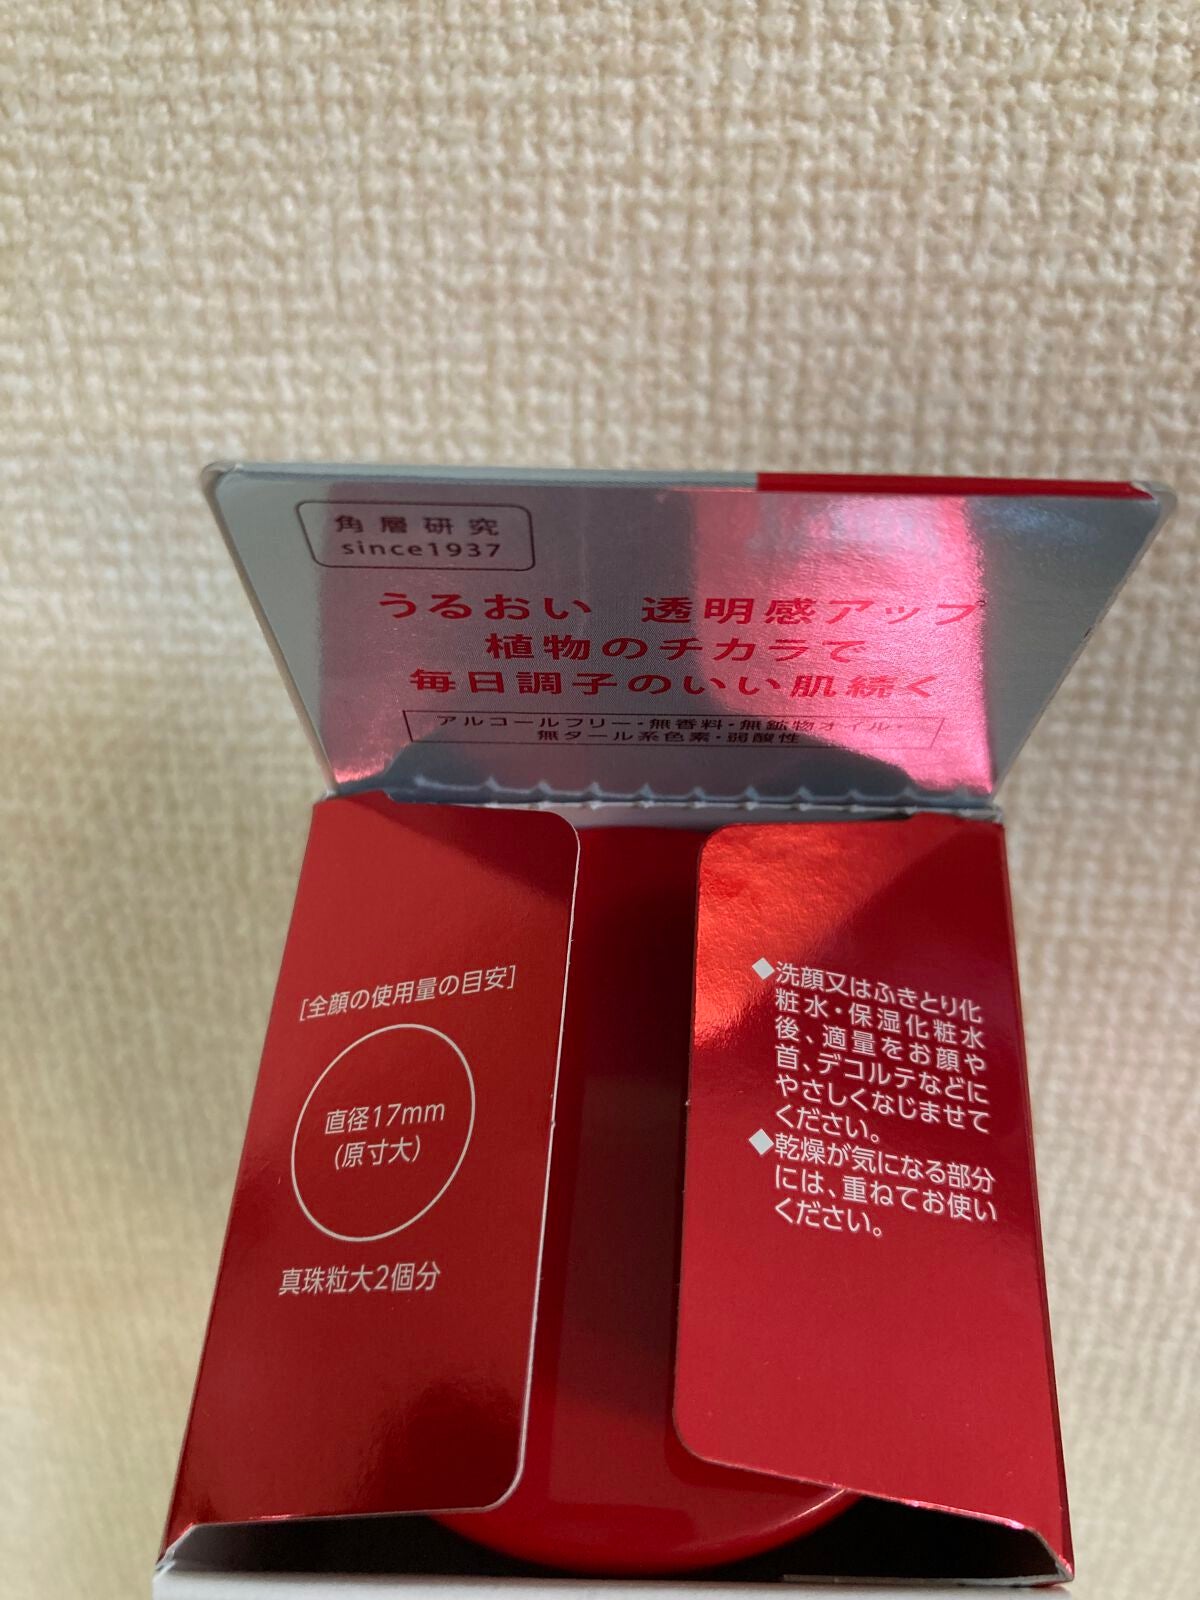 角層研究
since1937
うるおい 透明感アップ
植物のチカラで
毎日調子のいい肌続く
アルコールフリー・無香料・無鉱物オイル・
無タール系色素・弱酸性
[全顔の使用量の目安]
直径17mm
(原寸大)
真珠粒大2個分
◆洗顔又はふきとり化
粧水・保湿化粧水
後、適量をお顔や
首、デコルテなどに
やさしくなじませて
ください。
◆乾燥が気になる部分
には、重ねてお使い
ください。